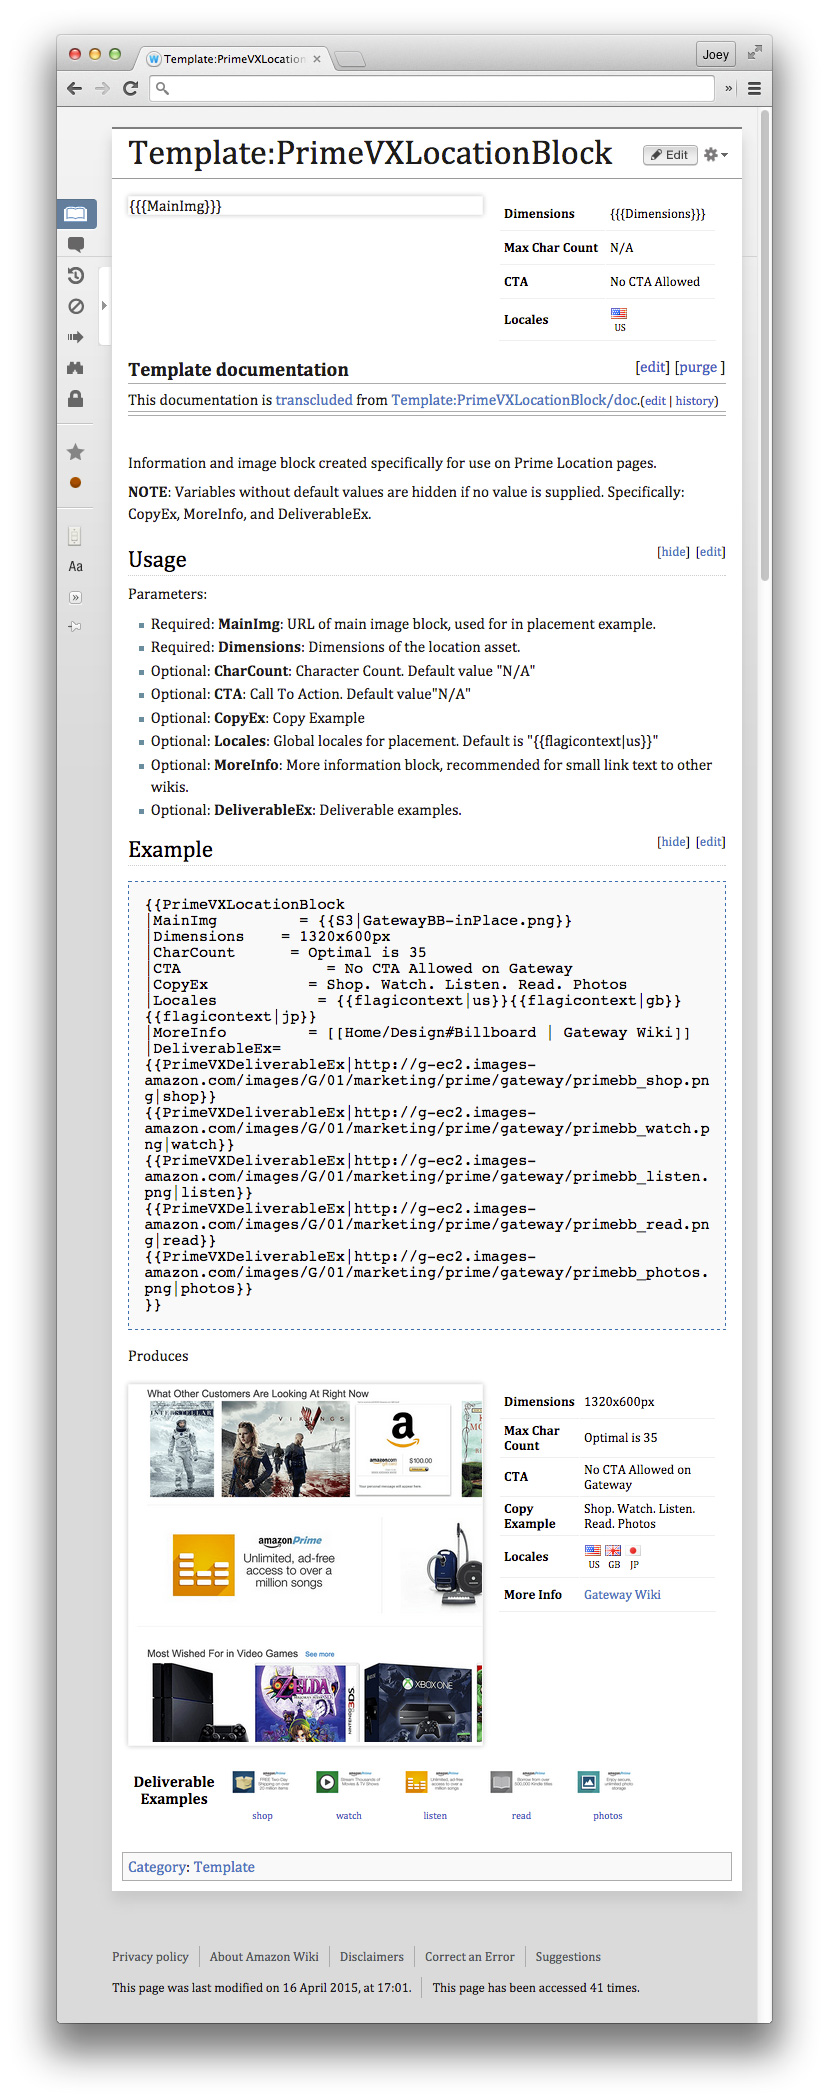 Template:PrimeVXLocation
Joey
Template:PrimeVXLocationBlock
Edit
{{{MainImg}}}
Dimensions {{{Dimensions}}}
Max Char Count N/A
CTA No CTA Allowed
Locales
US
Template documentation [edit] [purge ]
This documentation is transcluded from Template:PrimeVXLocationBlock/doc.(edit | history)
Information and image block created specifically for use on Prime Location pages.
NOTE: Variables without default values are hidden if no value is supplied. Specifically:
CopyEx, MoreInfo, and DeliverableEx.
Usage [hide] [edit]
Parameters:
Required: MainImg: URL of main image block, used for in placement example.
Required: Dimensions: Dimensions of the location asset.
Optional: CharCount: Character Count. Default value "N/A"
Optional: CTA: Call To Action. Default value"N/A"
Optional: CopyEx: Copy Example
Optional: Locales: Global locales for placement. Default is "{{flagicontext|us}}"
Optional: MoreInfo: More information block, recommended for small link text to other
wikis.
Optional: DeliverableEx: Deliverable examples.
Aa
Example [hide] [edit]
{{PrimeVXLocationBlock
|MainImg = {{S3|GatewayBB-inPlace.png}}
|Dimensions = 1320x600px
|CharCount = Optimal is 35
|CTA = No CTA Allowed on Gateway
|CopyEx = Shop. Watch. Listen. Read. Photos
|Locales = {{flagicontext|us}}{{flagicontext|gb}}
{{flagicontext|jp}}
|MoreInfo = [[Home/Design#Billboard | Gateway Wiki]]
|DeliverableEx=
{{PrimeVXDeliverableEx|http://g-ec2.images-
amazon.com/images/G/01/marketing/prime/gateway/primebb_shop.pn
g|shop}}
{{PrimeVXDeliverableEx|http://g-ec2.images-
amazon.com/images/G/01/marketing/prime/gateway/primebb_watch.p
ng|watch}}
{{PrimeVXDeliverableEx|http://g-ec2.images-
amazon.com/images/G/01/marketing/prime/gateway/primebb_listen.
png|listen}}
{{PrimeVXDeliverableEx|http://g-ec2.images-
amazon.com/images/G/01/marketing/prime/gateway/primebb_read.pn
g|read}}
{{PrimeVXDeliverableEx|http://g-ec2.images-
amazon.com/images/G/01/marketing/prime/gateway/primebb_photos.
png|photos}}
}}
Produces
What Other Customers Are Looking At Right Now
INTERSTELLAR
VIKINGS
a
amazon.com
$100.00
amazonPrime
Unlimited, ad-free
access to over a
million songs
Most Wished For in Video Games See more
ZELDA
NINTENDO3DS
XBOX ONE
Dimensions 1320x600px
Max Char
Count
Optimal is 35
CTA
No CTA Allowed on
Gateway
Copy
Example
Shop. Watch. Listen.
Read. Photos
Locales
US GB JP
More Info Gateway Wiki
Deliverable
Examples
shop watch listen read photos
Category: Template
Privacy policy
About Amazon Wiki
Disclaimers
Correct an Error
Suggestions
This page was last modified on 16 April 2015, at 17:01.
This page has been accessed 41 times.